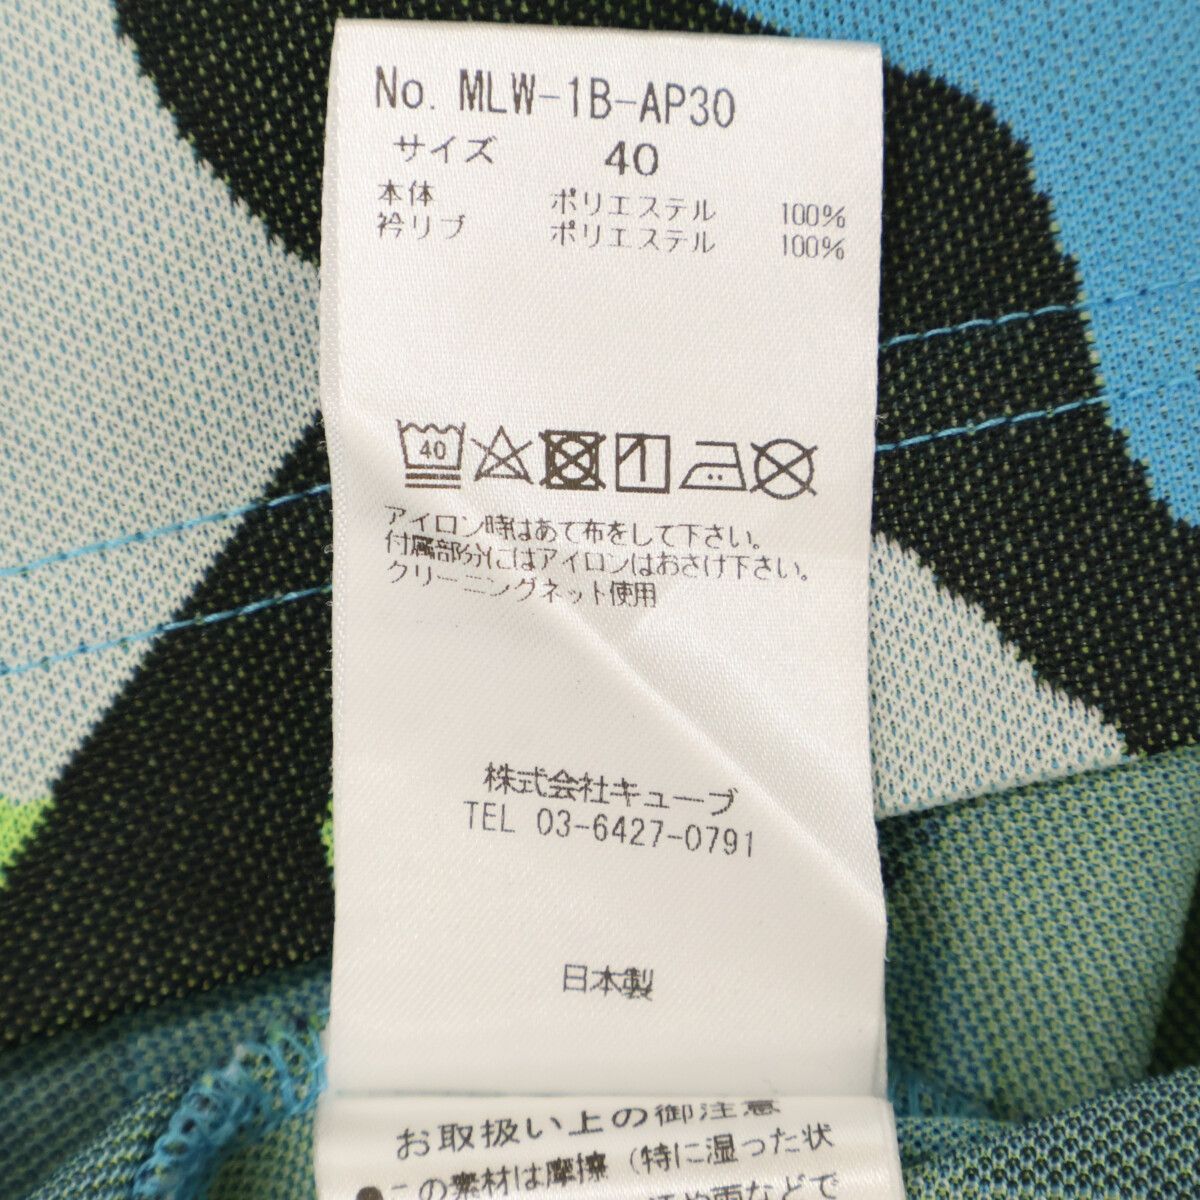 No. MLW-1B-AP30
サイズ 40
本体 ポリエステル 100%
衿リブ ポリエステル 100%
40
アイロン時はあて布をして下さい。
付属部分にはアイロンはおさけ下さい。
クリーニングネット使用
株式会社キューブ
TEL 03-6427-0791
日本製
お取扱い上の御注意
●この素材は摩擦(特に湿った状
や雨などで